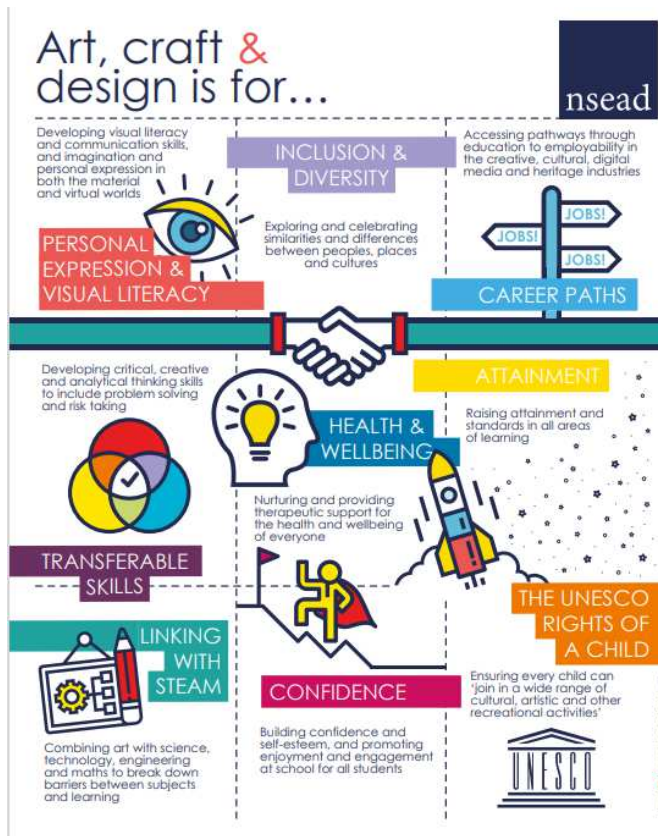 Art, craft &
design is for...
nsead
Developing visual literacy
and communication skills,
and imagination and
personal expression in
both the material
and virtual worlds
PERSONAL
EXPRESSION &
VISUAL LITERACY
INCLUSION &
DIVERSITY
Exploring and celebrating
similarities and differences
between peoples, places
and cultures
Accessing pathways through
education to employability in
the creative, cultural, digital
media and heritage industries
JOBS!
JOBS!
JOBS!
CAREER PATHS
Developing critical, creative
and analytical thinking skills
to include problem solving
and risk taking
TRANSFERABLE
SKILLS
HEALTH &
WELLBEING
Nurturing and providing
therapeutic support for
the health and wellbeing
of everyone
ATTAINMENT
Raising attainment and
standards in all areas
of learning
LINKING
WITH
STEAM
Combining art with science,
technology, engineering
and maths to break down
barriers between subjects
and learning
CONFIDENCE
Building confidence and
self-esteem, and promoting
enjoyment and engagement
at school for all students
THE UNESCO
RIGHTS OF
A CHILD
Ensuring every child can
'join in a wide range of
cultural, artistic and other
recreational activities'
UNESCO